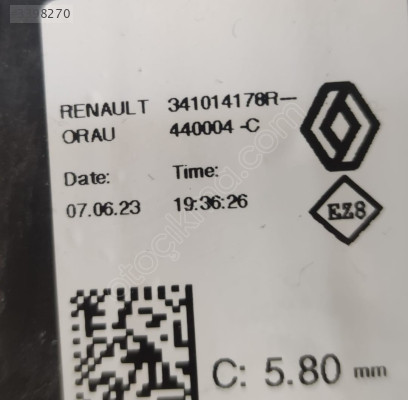 RENAULT 341014178R--
ORAU 440004 -C
Date: Time:
07.06.23 19:36:26
EZ8
C: 5.80 mm